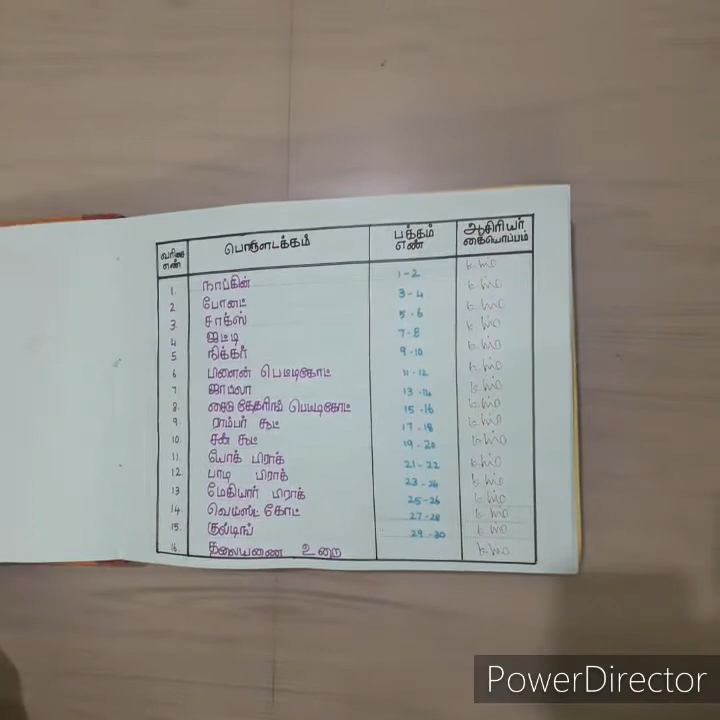 வரிசை எண் பொருளடக்கம் பக்கம் எண் ஆசிரியர் கையொப்பம்
1. நாப்கின் 1-2
2 போனட் 3-4
3. சாக்ஸ் 5-6
4 ஜட்டி 7-8
5 நிக்கர் 9-10
6 பிளைன் பெட்டிகோட் 11-12
7 ஜாப்லா 13-14
8. சைடு கேதரிங் பெட்டிகோட் 15-16
9. ராம்பர் சூட் 17-18
10. சன் சூட் 19-20
11 யோக் பிராக் 21-22
12 பாடி பிராக் 23-24
13 மேகியார் பிராக் 25-26
14 வெய்ஸ்ட் கோட் 27-28
15. குல்டிங் 29-30
16. தலையணை உறை
PowerDirector